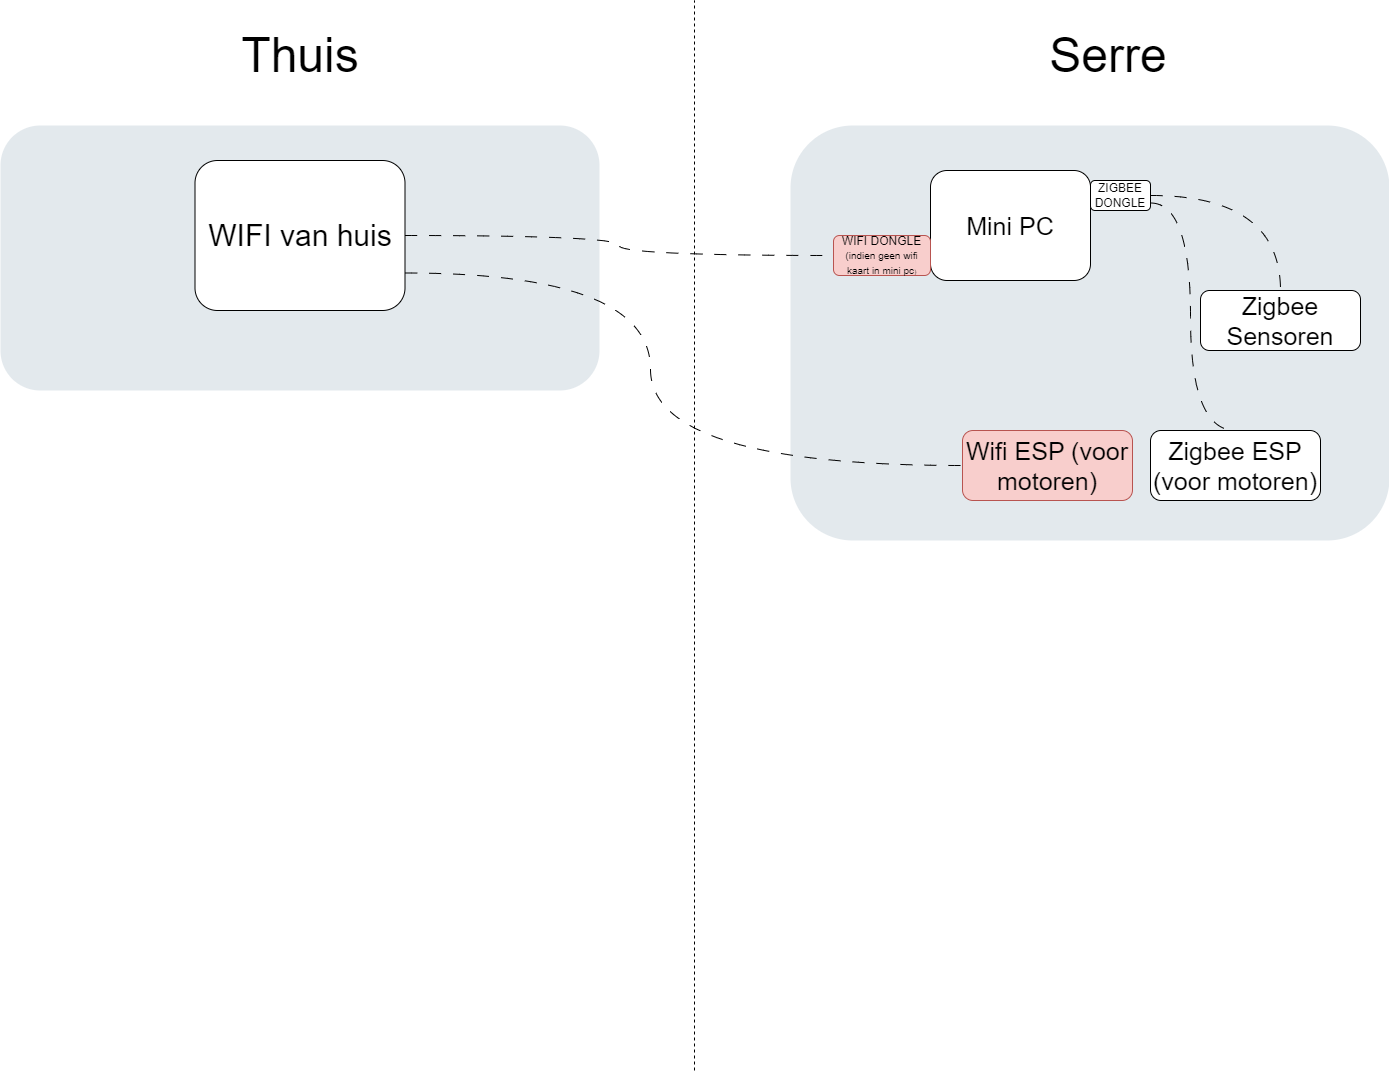 Thuis
Serre
WIFI van huis
WIFI DONGLE
(indien geen wifi
kaart in mini pc)
Mini PC
ZIGBEE
DONGLE
Zigbee
Sensoren
Wifi ESP (voor
motoren)
Zigbee ESP
(voor motoren)